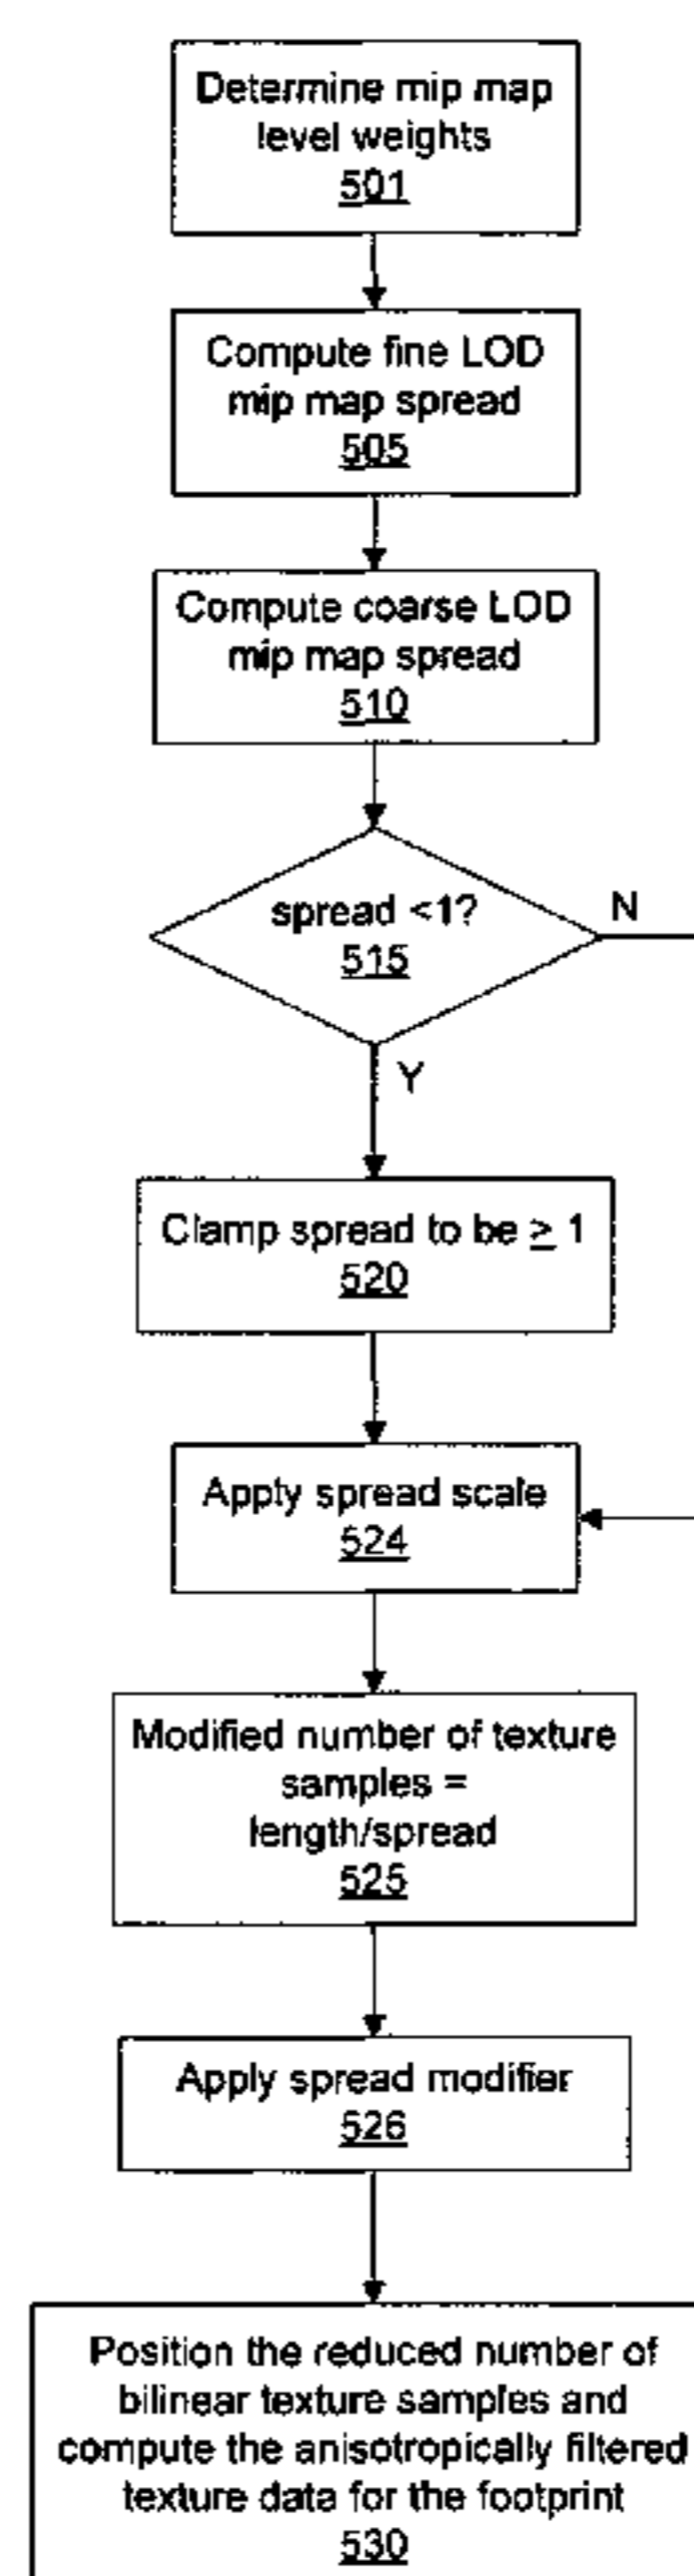 Determine mip map
level weights
501
Compute fine LOD
mip map spread
505
Compute coarse LOD
mip map spread
510
spread <1?
515
N
Y
Clamp spread to be ≥ 1
520
Apply spread scale
524
Modified number of texture
samples =
length/spread
525
Apply spread modifier
526
Position the reduced number of
bilinear texture samples and
compute the anisotropically filtered
texture data for the footprint
530